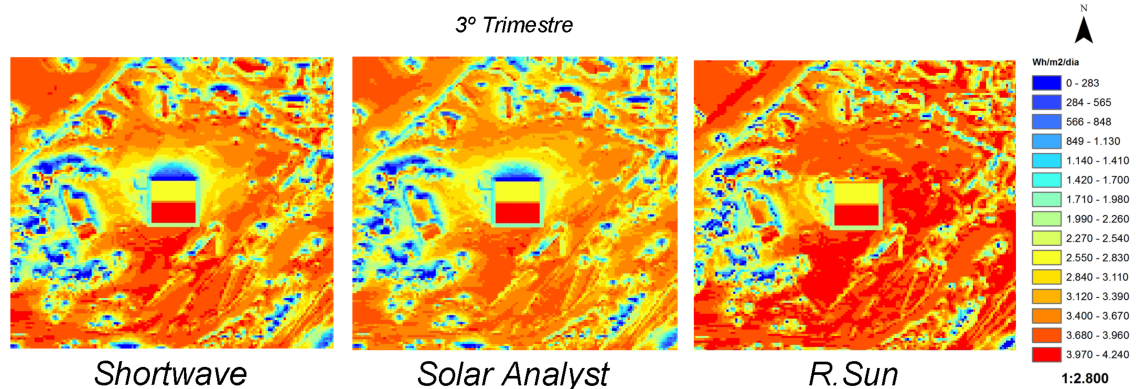 3º Trimestre
N
Wh/m2/dia
0 - 283
284 - 565
566 - 848
849 - 1.130
1.140 - 1.410
1.420 - 1.700
1.710 - 1.980
1.990 - 2.260
2.270 - 2.540
2.550 - 2.830
2.840 - 3.110
3.120 - 3.390
3.400 - 3.670
3.680 - 3.960
3.970 - 4.240
Shortwave
Solar Analyst
R.Sun
1:2.800